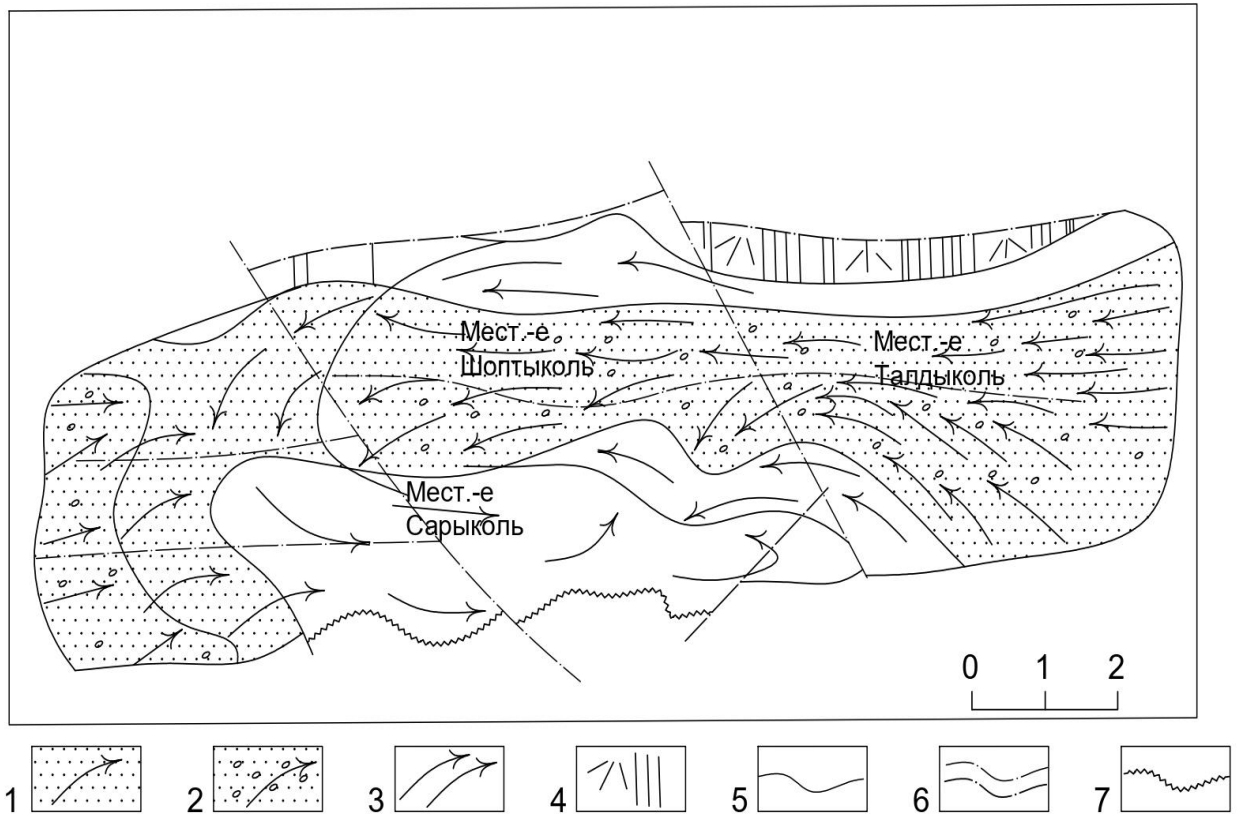 Мест.-е
Шоптыколь
Мест.-е
Талдыколь
Мест.-е
Сарыколь
0 1 2
1 2 3 4 5 6 7